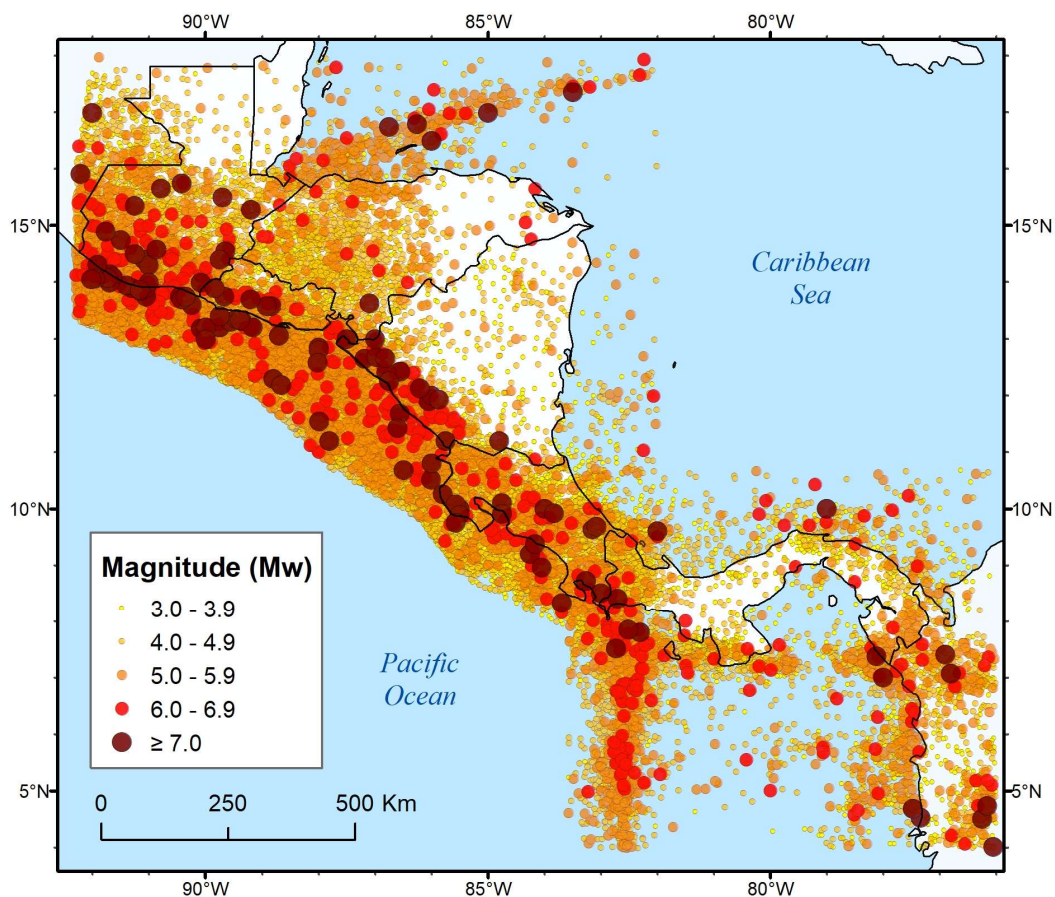 90°W 85°W 80°W
15°N 15°N
Caribbean
Sea
10°N 10°N
Magnitude (Mw)
3.0 - 3.9
4.0 - 4.9
5.0 - 5.9
6.0 - 6.9
≥ 7.0
Pacific
Ocean
5°N 5°N
0 250 500 Km
90°W 85°W 80°W